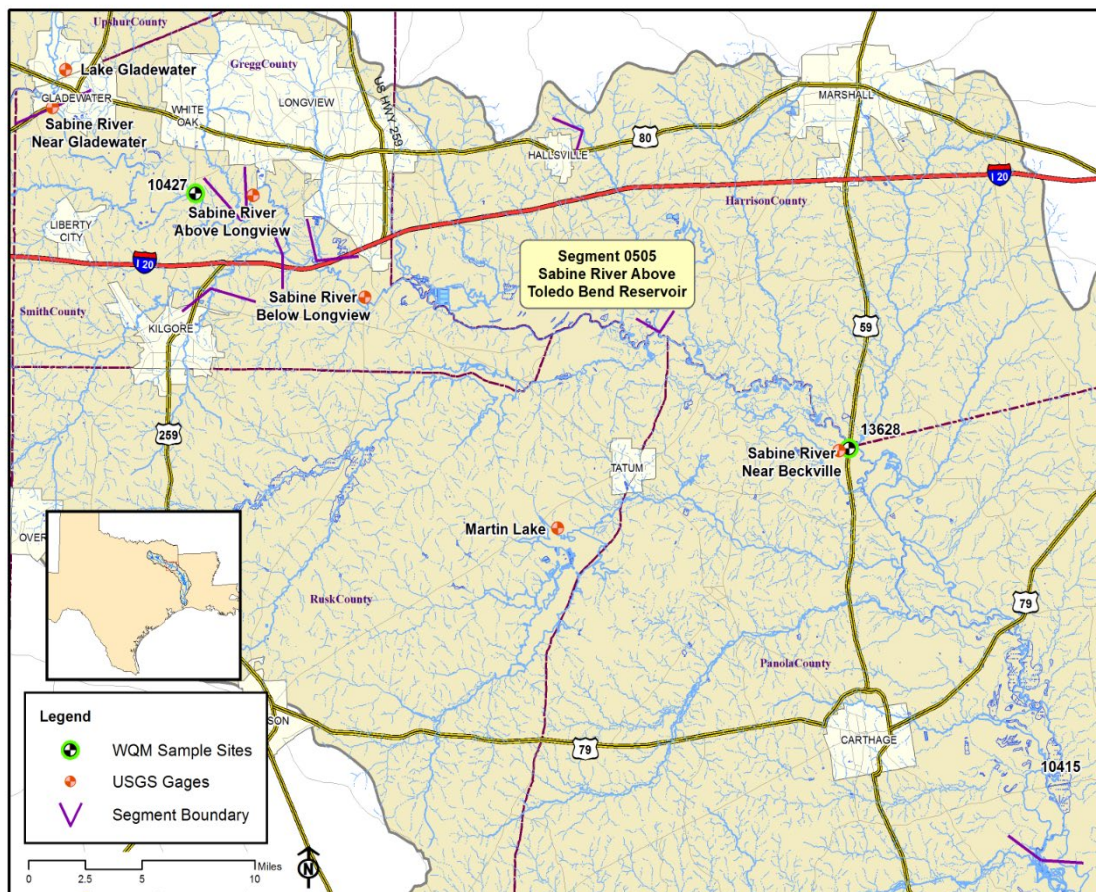 UpshurCounty
Lake Gladewater
GreggCounty
GLADEWATER
WHITE
OAK
LONGVIEW
US HWY 259
MARSHALL
Sabine River
Near Gladewater
HALLSVILLE
80
I 20
10427
Sabine River
Above Longview
HarrisonCounty
LIBERTY
CITY
I 20
Segment 0505
Sabine River Above
Toledo Bend Reservoir
Sabine River
Below Longview
SmithCounty
KILGORE
59
259
13628
Sabine River
Near Beckville
TATUM
OVER
Martin Lake
RuskCounty
79
PanolaCounty
SON
79
CARTHAGE
10415
Legend
WQM Sample Sites
USGS Gages
Segment Boundary
0 2.5 5 10
Miles
N